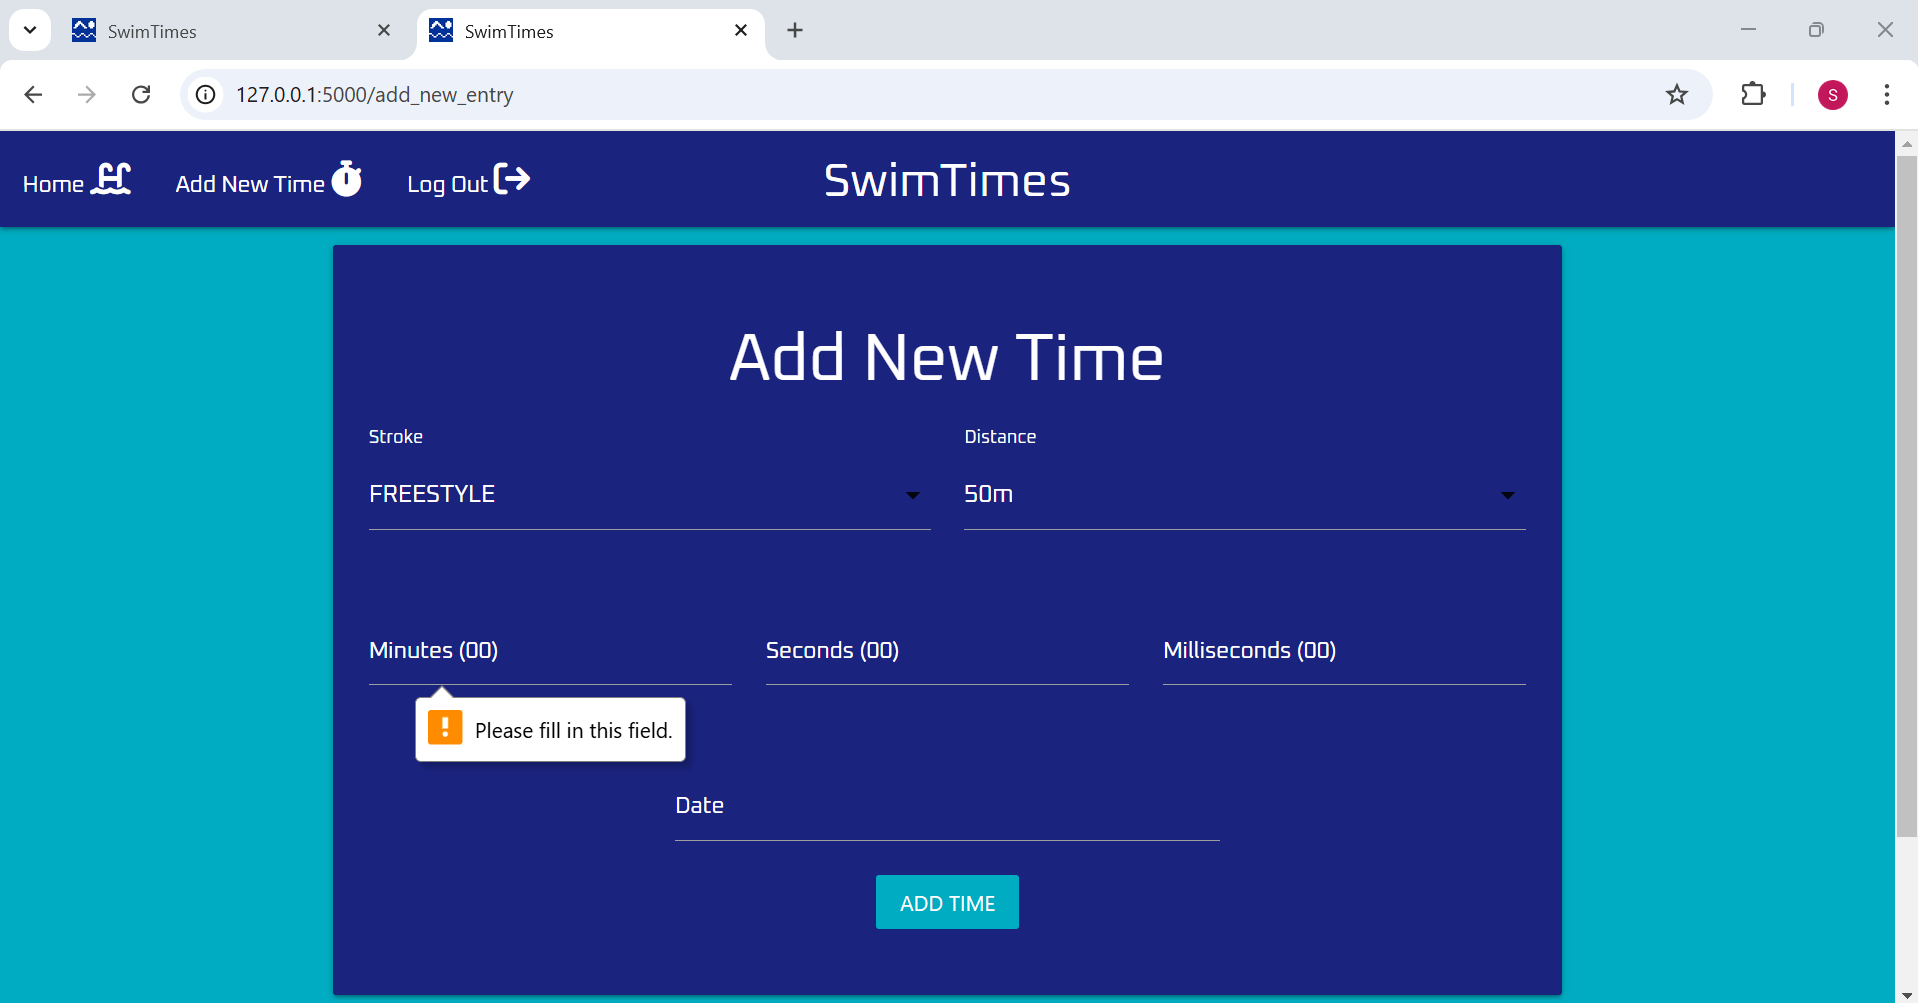 SwimTimes
SwimTimes
127.0.0.1:5000/add_new_entry
S
Home
Add New Time
Log Out
SwimTimes
Add New Time
Stroke
Distance
FREESTYLE
50m
Minutes (00)
Seconds (00)
Milliseconds (00)
Please fill in this field.
Date
ADD TIME